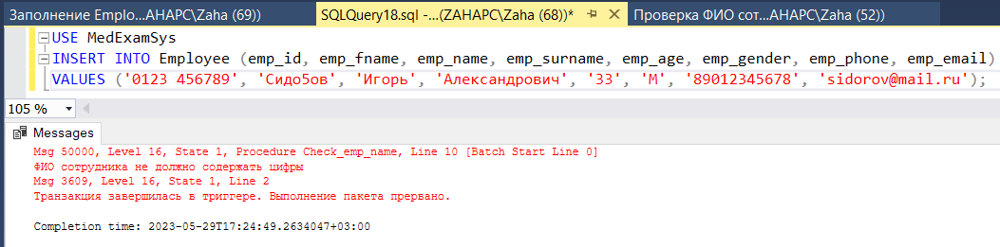 Заполнение Emplo...AHAPC\Zaha (69))
SQLQuery18.sql -...(ZAHAPC\Zaha (68))*
Проверка ФИО сот...AHAPC\Zaha (52))
USE MedExamSys
INSERT INTO Employee (emp_id, emp_fname, emp_name, emp_surname, emp_age, emp_gender, emp_phone, emp_email)
VALUES ('0123 456789', 'Сидо5ов', 'Игорь', 'Александрович', '33', 'М', '89012345678', 'sidorov@mail.ru');
105 %
Messages
Msg 50000, Level 16, State 1, Procedure Check_emp_name, Line 10 [Batch Start Line 0]
ФИО сотрудника не должно содержать цифры
Msg 3609, Level 16, State 1, Line 2
Транзакция завершилась в триггере. Выполнение пакета прервано.
Completion time: 2023-05-29T17:24:49.2634047+03:00